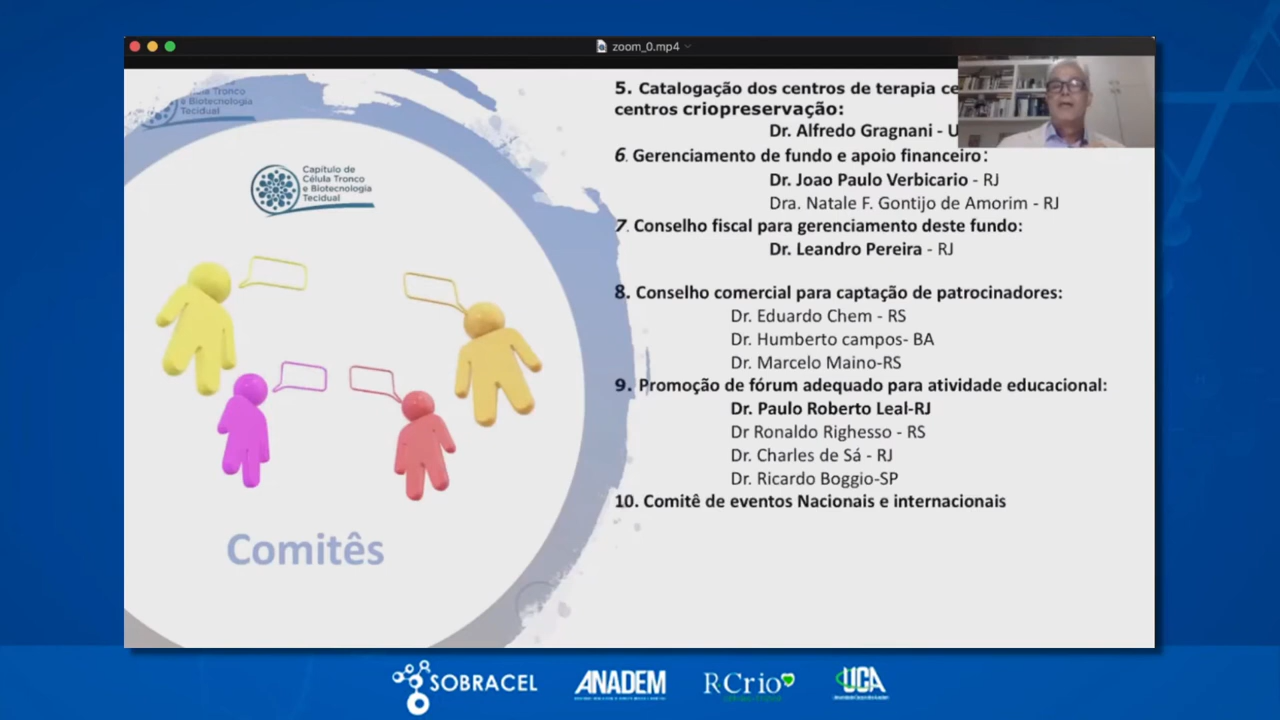 zoom_0.mp4
lula Tronco
e Biotecnologia
Tecidual
Capítulo de
Célula Tronco
e Biotecnologia
Tecidual
Comitês
5. Catalogação dos centros de terapia ce
centros criopreservação:
Dr. Alfredo Gragnani - U
6. Gerenciamento de fundo e apoio financeiro:
Dr. Joao Paulo Verbicario - RJ
Dra. Natale F. Gontijo de Amorim - RJ
7. Conselho fiscal para gerenciamento deste fundo:
Dr. Leandro Pereira - RJ
8. Conselho comercial para captação de patrocinadores:
Dr. Eduardo Chem - RS
Dr. Humberto campos- BA
Dr. Marcelo Maino-RS
9. Promoção de fórum adequado para atividade educacional:
Dr. Paulo Roberto Leal-RJ
Dr Ronaldo Righesso - RS
Dr. Charles de Sá - RJ
Dr. Ricardo Boggio-SP
10. Comitê de eventos Nacionais e internacionais
SOBRACEL
ANADEM
RCrio
UCA